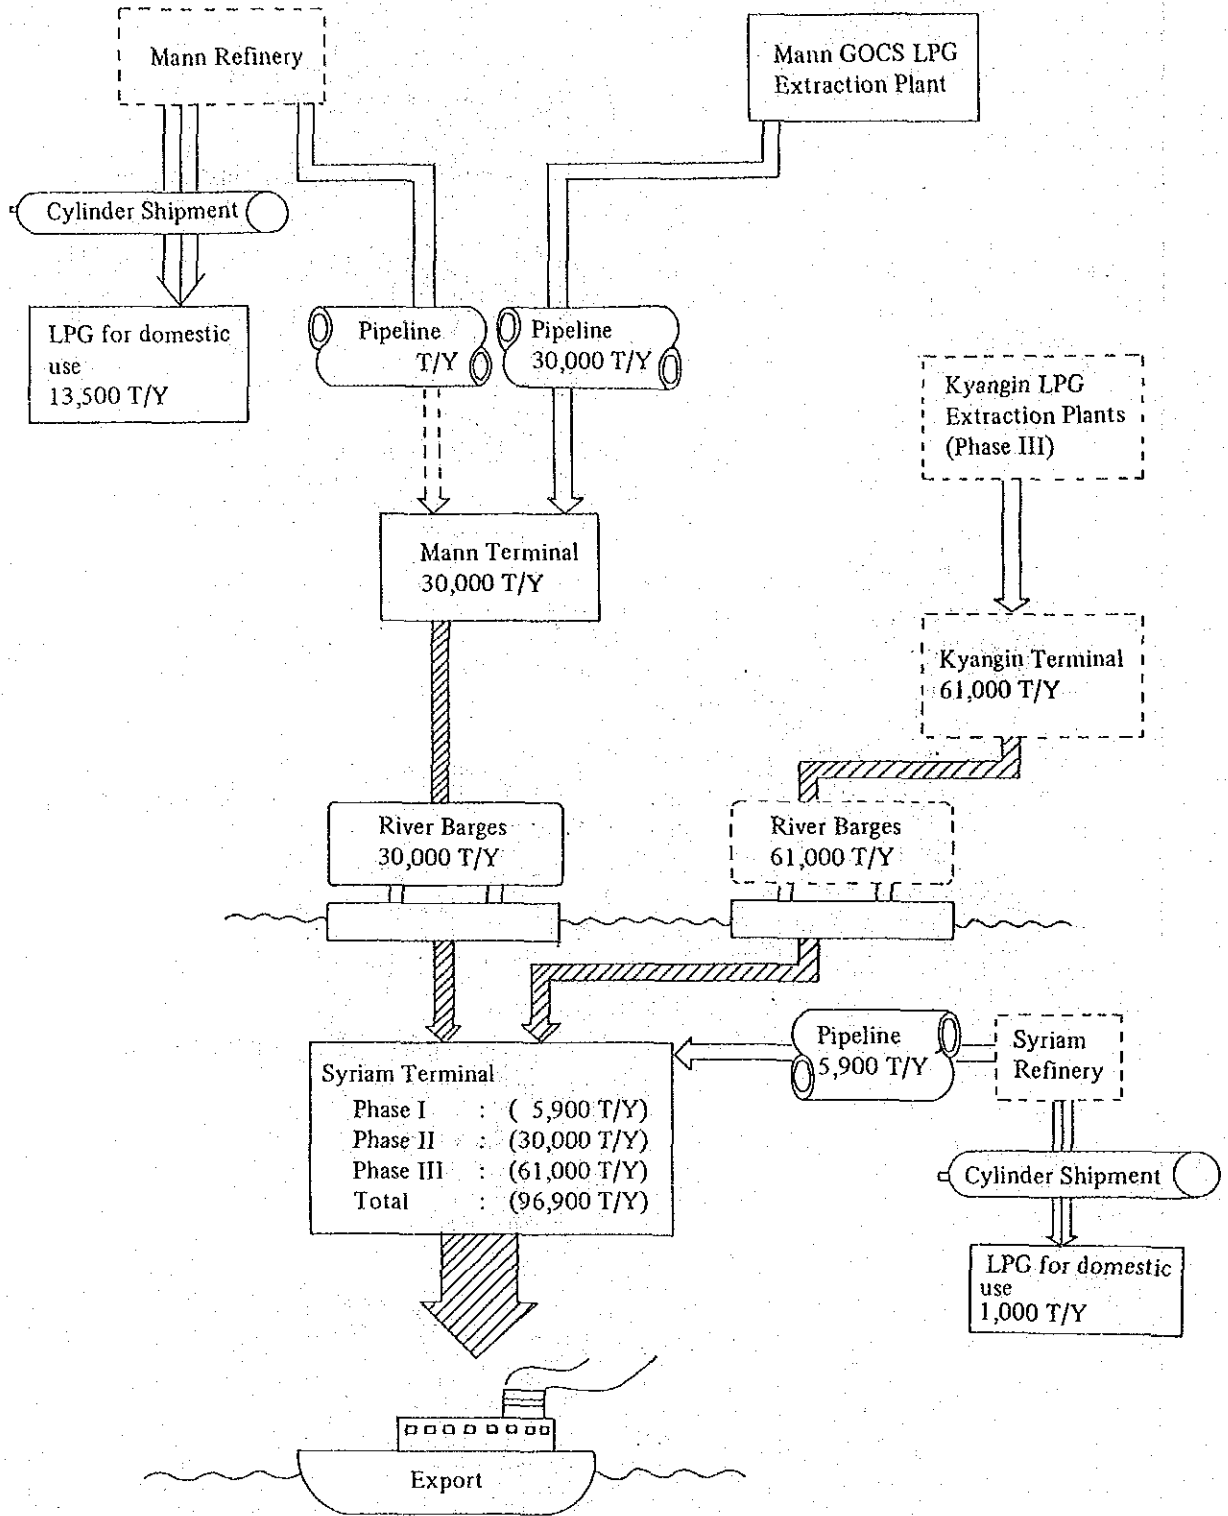 Mann Refinery
Mann GOCS LPG
Extraction Plant
Cylinder Shipment
LPG for domestic
use
13,500 T/Y
Pipeline
T/Y
Pipeline
30,000 T/Y
Kyangin LPG
Extraction Plants
(Phase III)
Mann Terminal
30,000 T/Y
Kyangin Terminal
61,000 T/Y
River Barges
30,000 T/Y
River Barges
61,000 T/Y
Pipeline
5,900 T/Y
Syriam
Refinery
Syriam Terminal
Phase I : ( 5,900 T/Y)
Phase II : (30,000 T/Y)
Phase III : (61,000 T/Y)
Total : (96,900 T/Y)
Cylinder Shipment
LPG for domestic
use
1,000 T/Y
Export